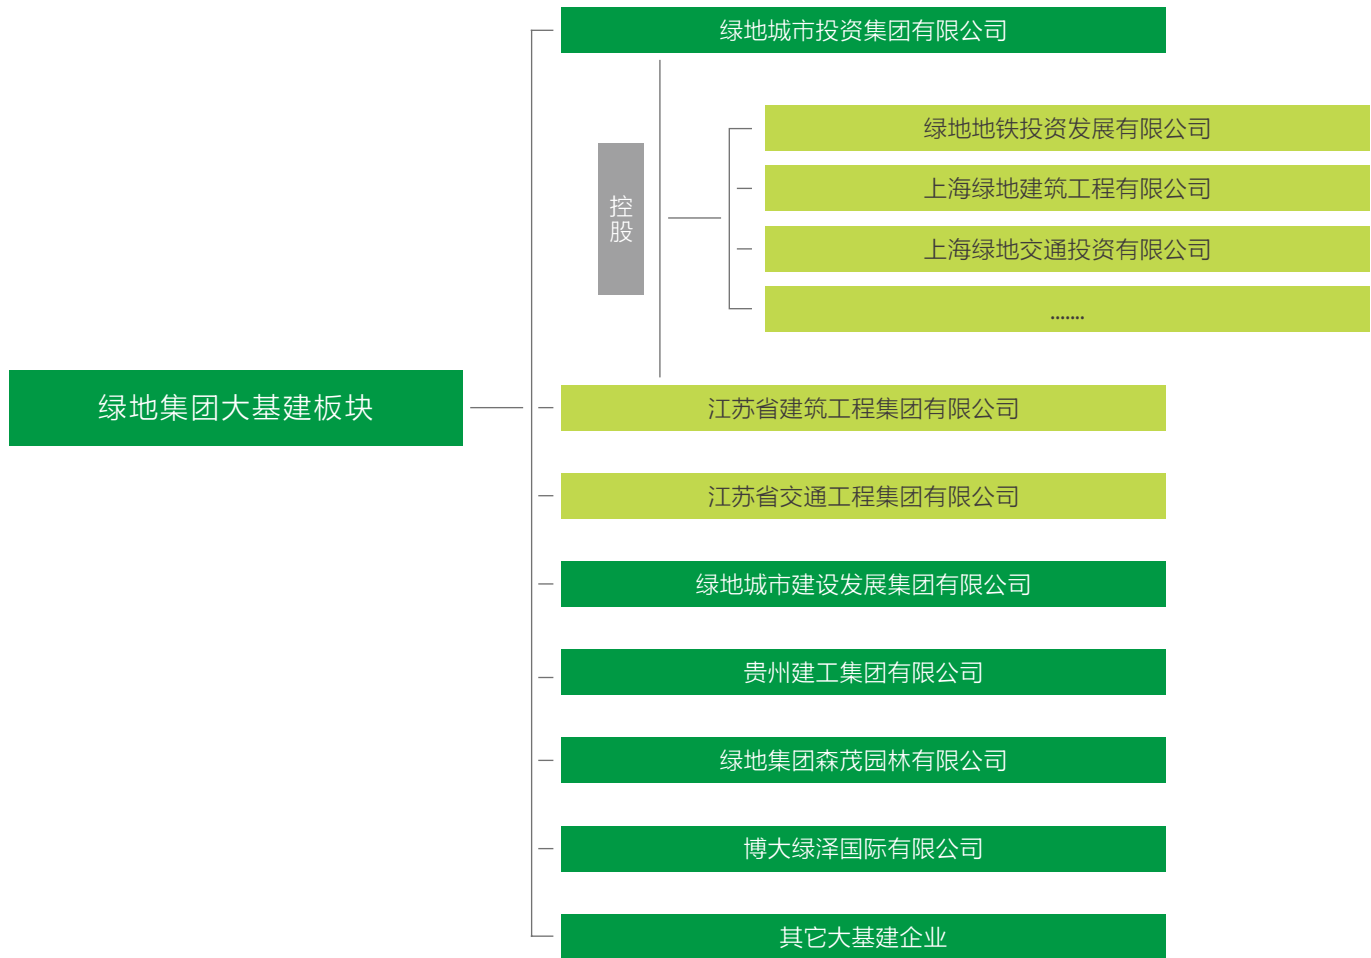 绿地城市投资集团有限公司
绿地地铁投资发展有限公司
上海绿地建筑工程有限公司
控股
上海绿地交通投资有限公司
.......
绿地集团大基建板块
江苏省建筑工程集团有限公司
江苏省交通工程集团有限公司
绿地城市建设发展集团有限公司
贵州建工集团有限公司
绿地集团森茂园林有限公司
博大绿泽国际有限公司
其它大基建企业